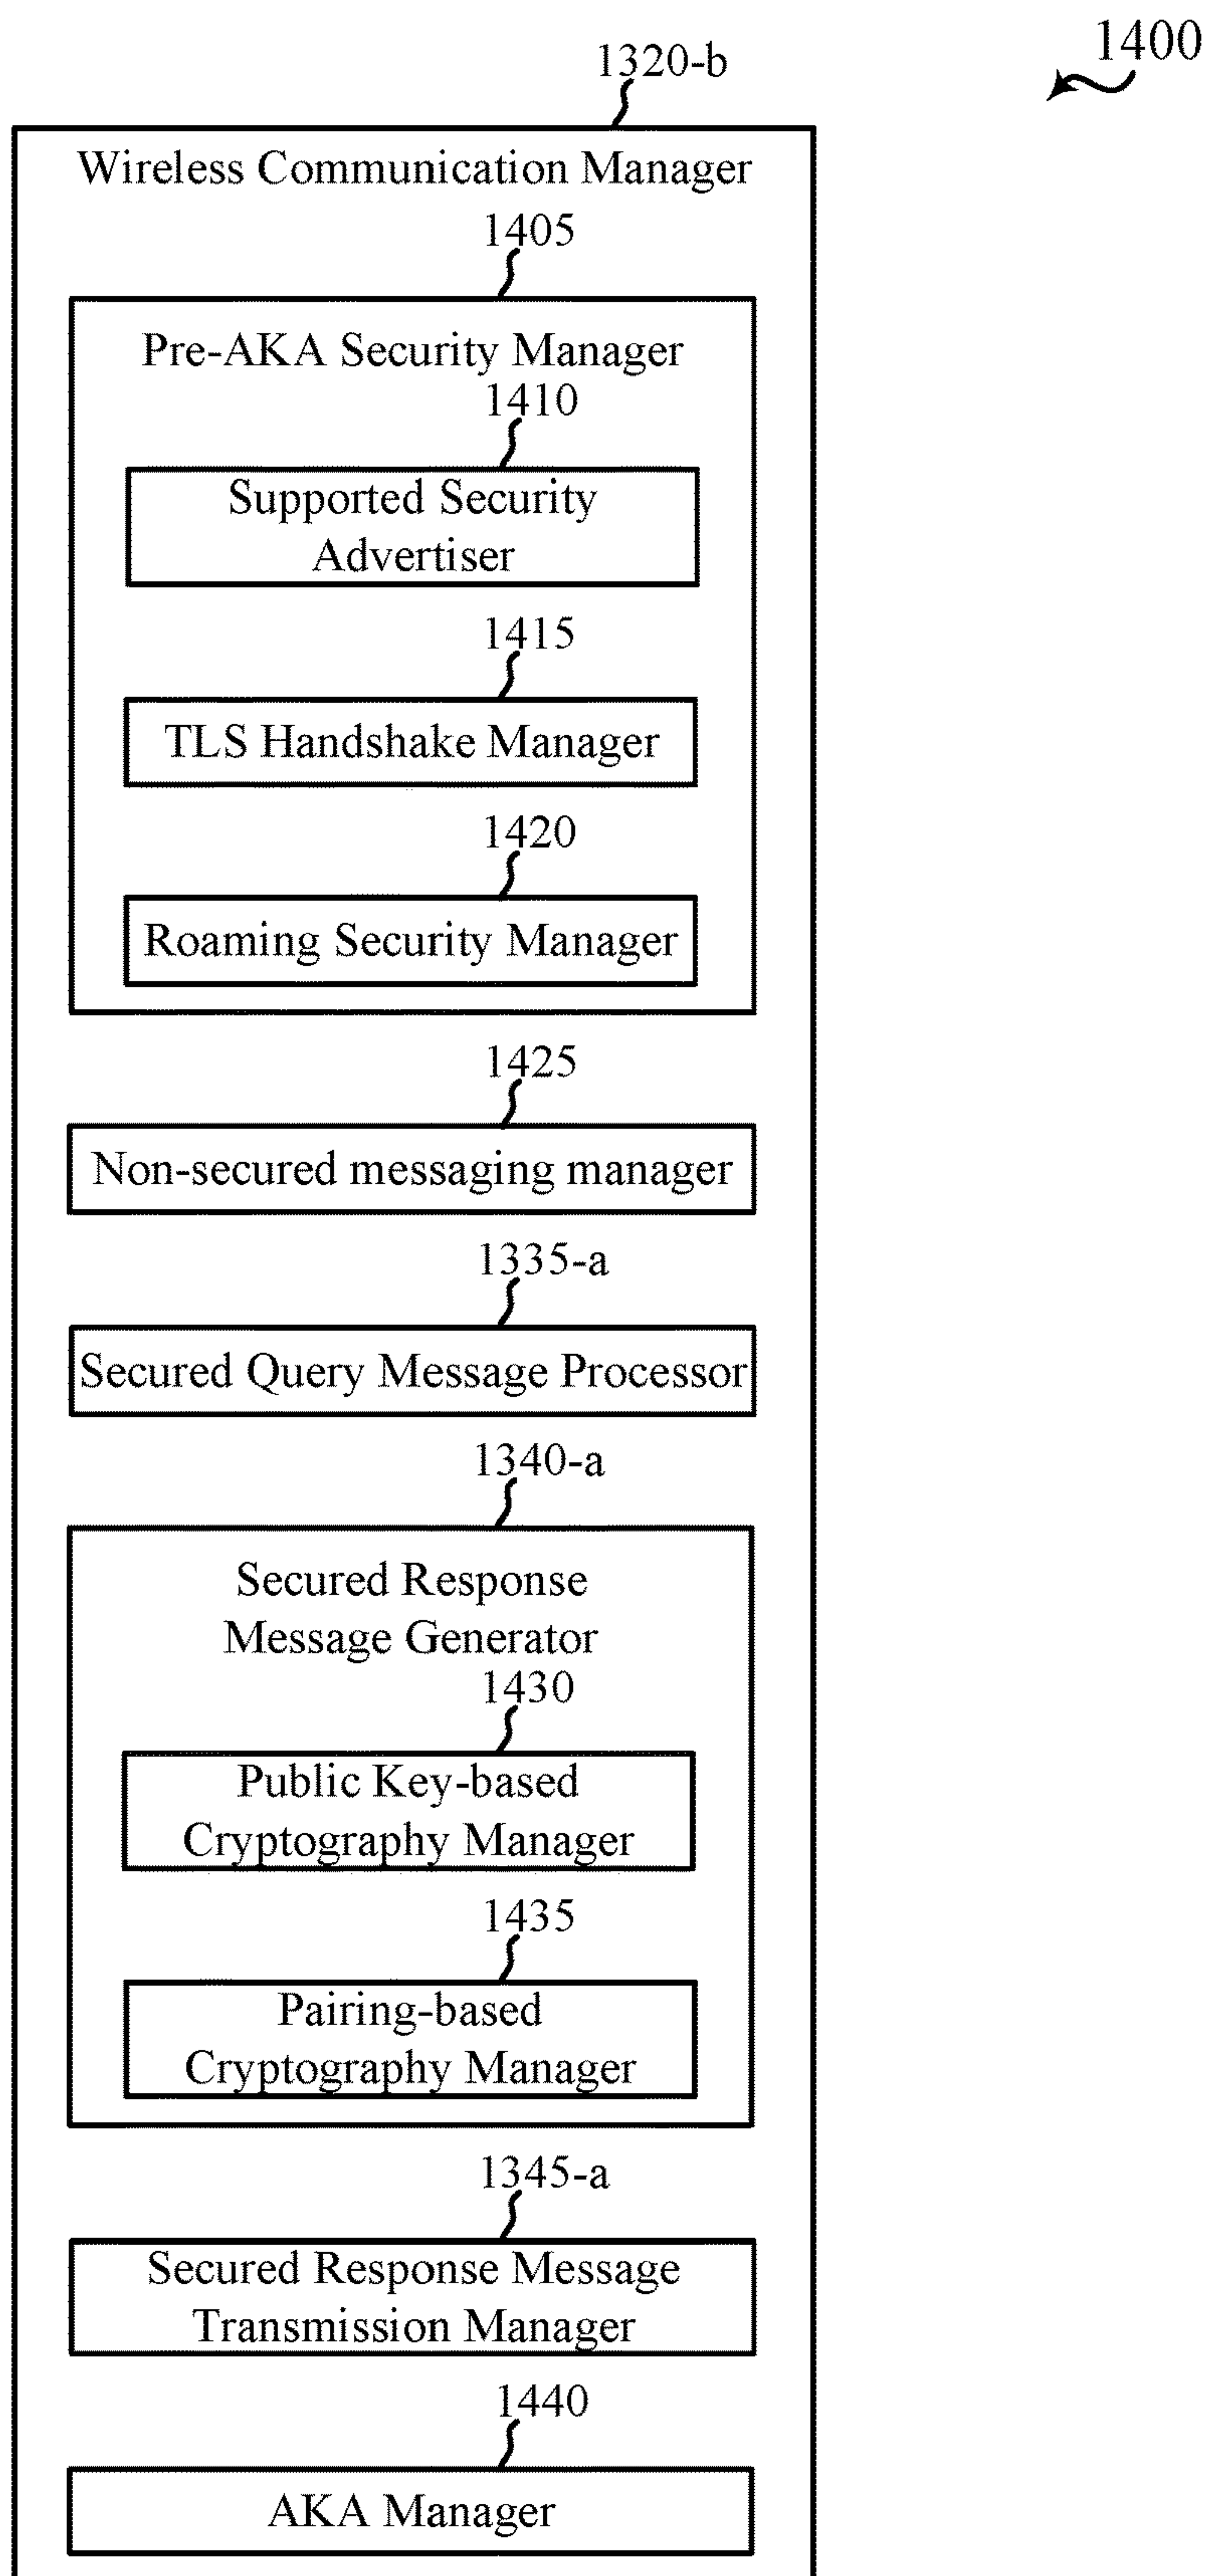 1400
1320-b
Wireless Communication Manager
1405
Pre-AKA Security Manager
1410
Supported Security
Advertiser
1415
TLS Handshake Manager
1420
Roaming Security Manager
1425
Non-secured messaging manager
1335-a
Secured Query Message Processor
1340-a
Secured Response
Message Generator
1430
Public Key-based
Cryptography Manager
1435
Pairing-based
Cryptography Manager
1345-a
Secured Response Message
Transmission Manager
1440
AKA Manager